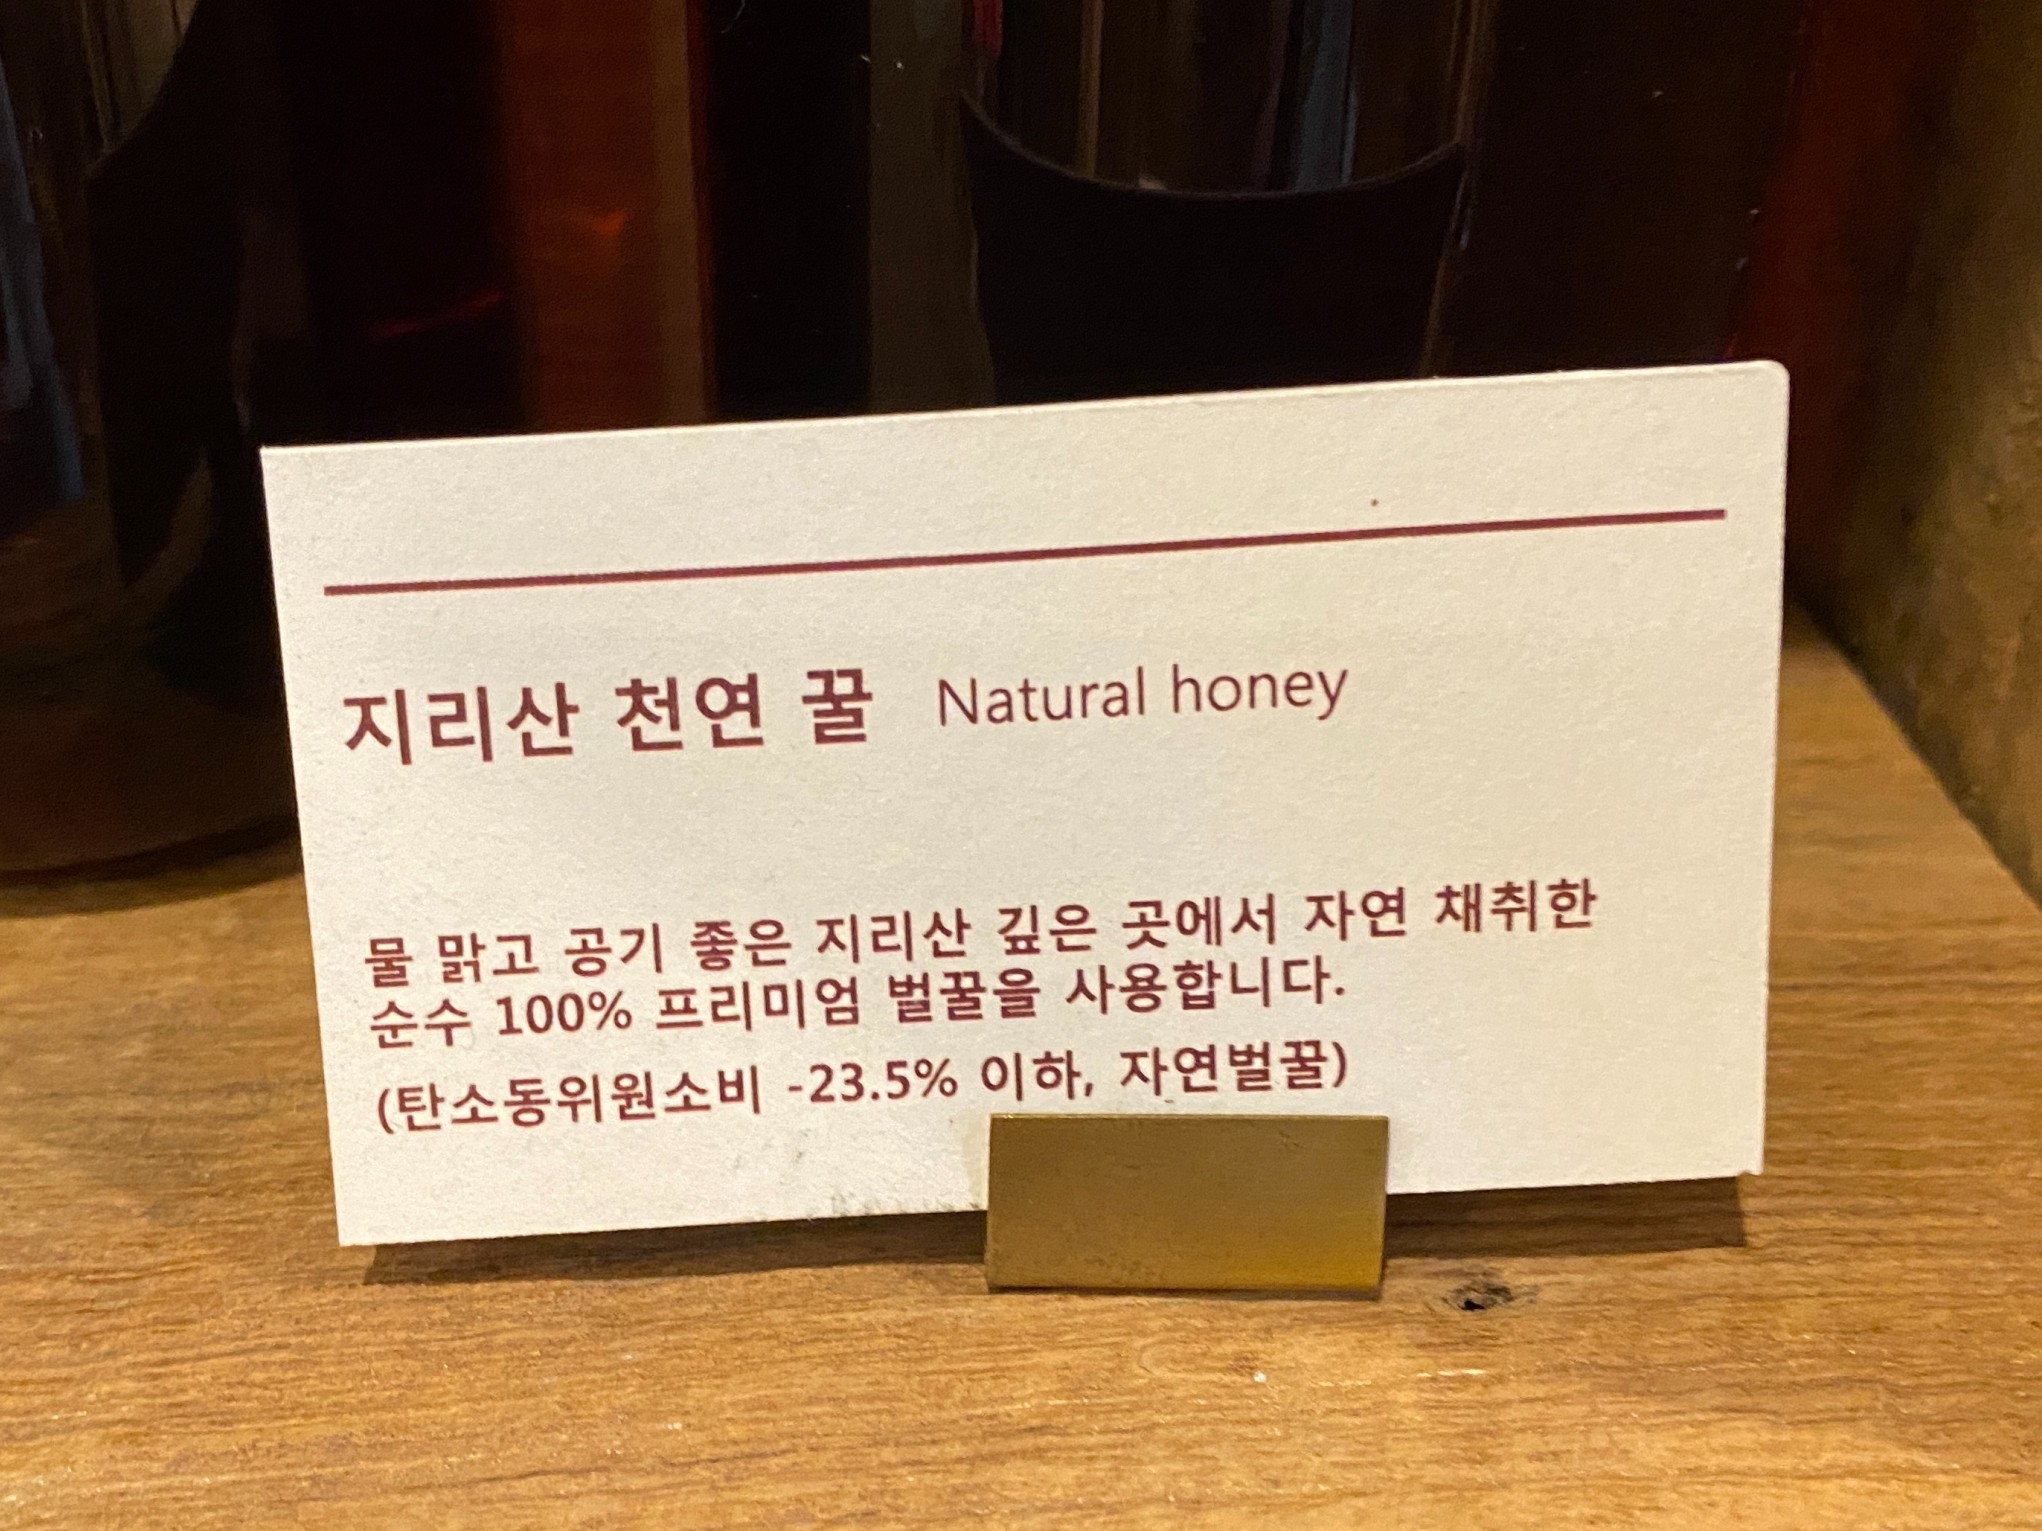 지리산 천연 꿀 Natural honey
물 맑고 공기 좋은 지리산 깊은 곳에서 자연 채취한
순수 100% 프리미엄 벌꿀을 사용합니다.
(탄소동위원소비 -23.5% 이하, 자연벌꿀)